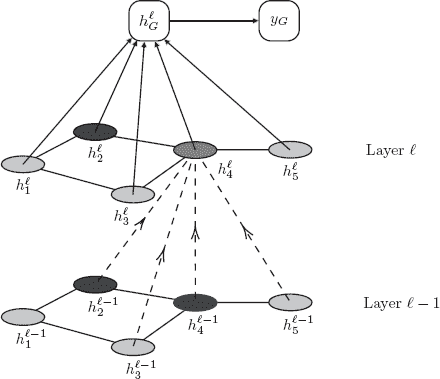 h_G^ℓ y_G
h_2^ℓ
h_1^ℓ
h_3^ℓ
h_4^ℓ
h_5^ℓ
Layer ℓ
h_2^{ℓ−1}
h_1^{ℓ−1}
h_3^{ℓ−1}
h_4^{ℓ−1}
h_5^{ℓ−1}
Layer ℓ − 1